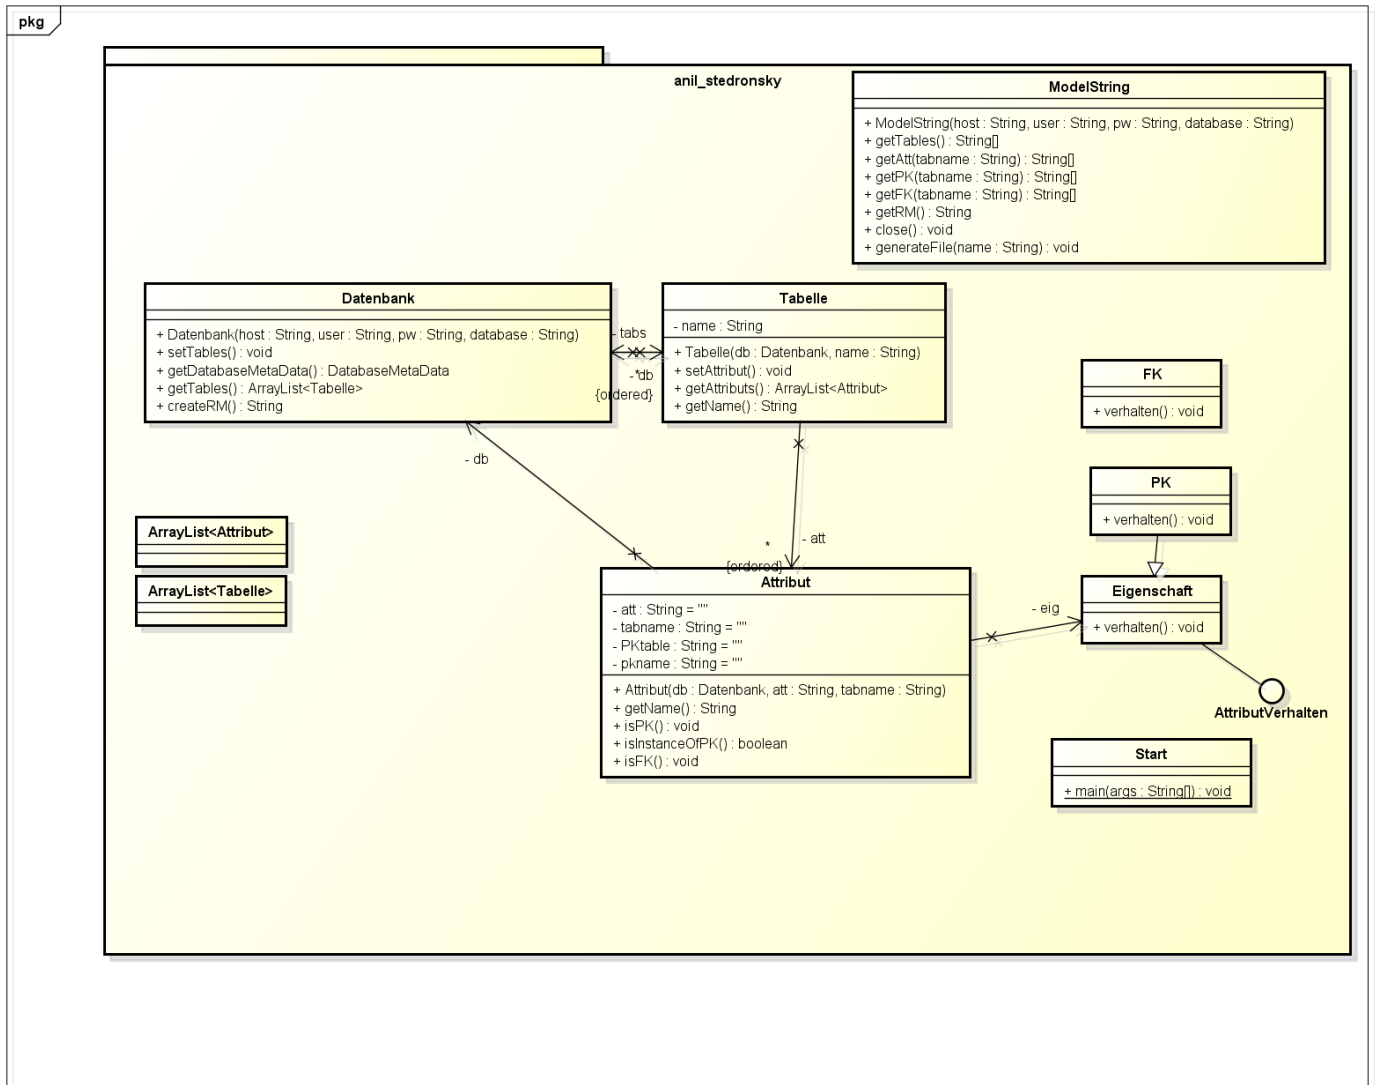 pkg
anil_stedronsky
ModelString
+ ModelString(host : String, user : String, pw : String, database : String)
+ getTables() : String[]
+ getAtt(tabname : String) : String[]
+ getPK(tabname : String) : String[]
+ getFK(tabname : String) : String[]
+ getRM() : String
+ close() : void
+ generateFile(name : String) : void
Datenbank
+ Datenbank(host : String, user : String, pw : String, database : String)
+ setTables() : void
+ getDatabaseMetaData() : DatabaseMetaData
+ getTables() : ArrayList<Tabelle>
+ createRM() : String
- tabs
- db
*
{ordered}
Tabelle
- name : String
+ Tabelle(db : Datenbank, name : String)
+ setAttribut() : void
+ getAttributs() : ArrayList<Attribut>
+ getName() : String
FK
+ verhalten() : void
- db
PK
+ verhalten() : void
ArrayList<Attribut>
ArrayList<Tabelle>
- att
*
{ordered}
Attribut
- att : String = ""
- tabname : String = ""
- PKtable : String = ""
- pkname : String = ""
+ Attribut(db : Datenbank, att : String, tabname : String)
+ getName() : String
+ isPK() : void
+ isInstanceOfPK() : boolean
+ isFK() : void
- eig
Eigenschaft
+ verhalten() : void
AttributVerhalten
Start
+ main(args : String[]) : void